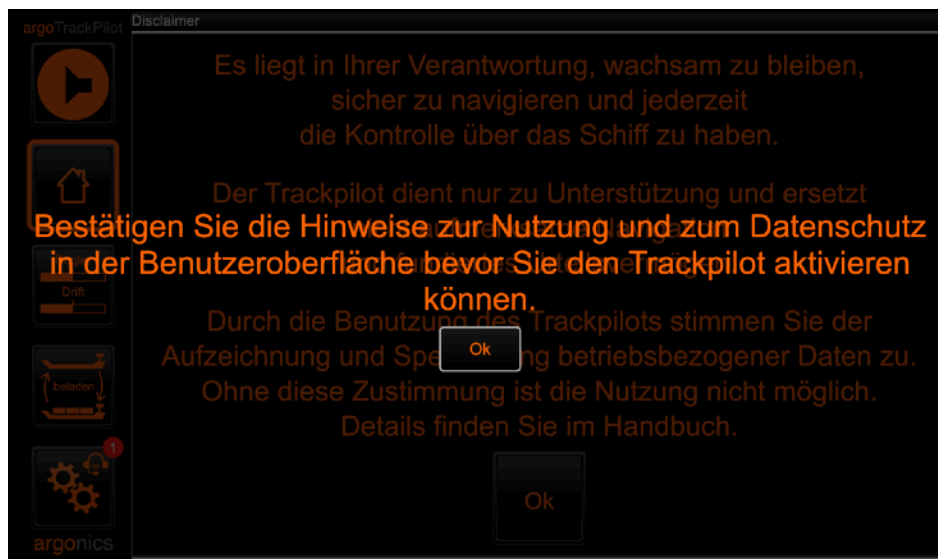 argoTrackPilot
Disclaimer
Es liegt in Ihrer Verantwortung, wachsam zu bleiben,
sicher zu navigieren und jederzeit
die Kontrolle über das Schiff zu haben.
Der Trackpilot dient nur zu Unterstützung und ersetzt
Bestätigen Sie die Hinweise zur Nutzung und zum Datenschutz
in der Benutzeroberfläche bevor Sie den Trackpilot aktivieren
können.
Ok
Durch die Benutzung des Trackpilots stimmen Sie der
Aufzeichnung und betriebsbezogener Daten zu.
Ohne diese Zustimmung ist die Nutzung nicht möglich.
Details finden Sie im Handbuch.
Ok
Drift
beladen
1
argonics